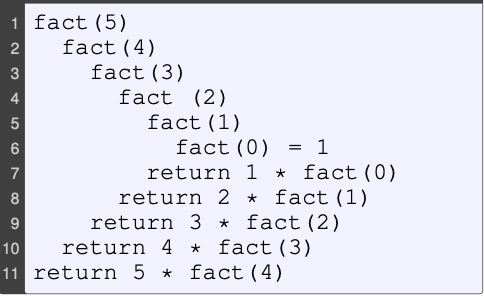 1 fact(5)
2   fact(4)
3     fact(3)
4       fact (2)
5         fact(1)
6           fact(0) = 1
7         return 1 * fact(0)
8       return 2 * fact(1)
9     return 3 * fact(2)
10   return 4 * fact(3)
11 return 5 * fact(4)